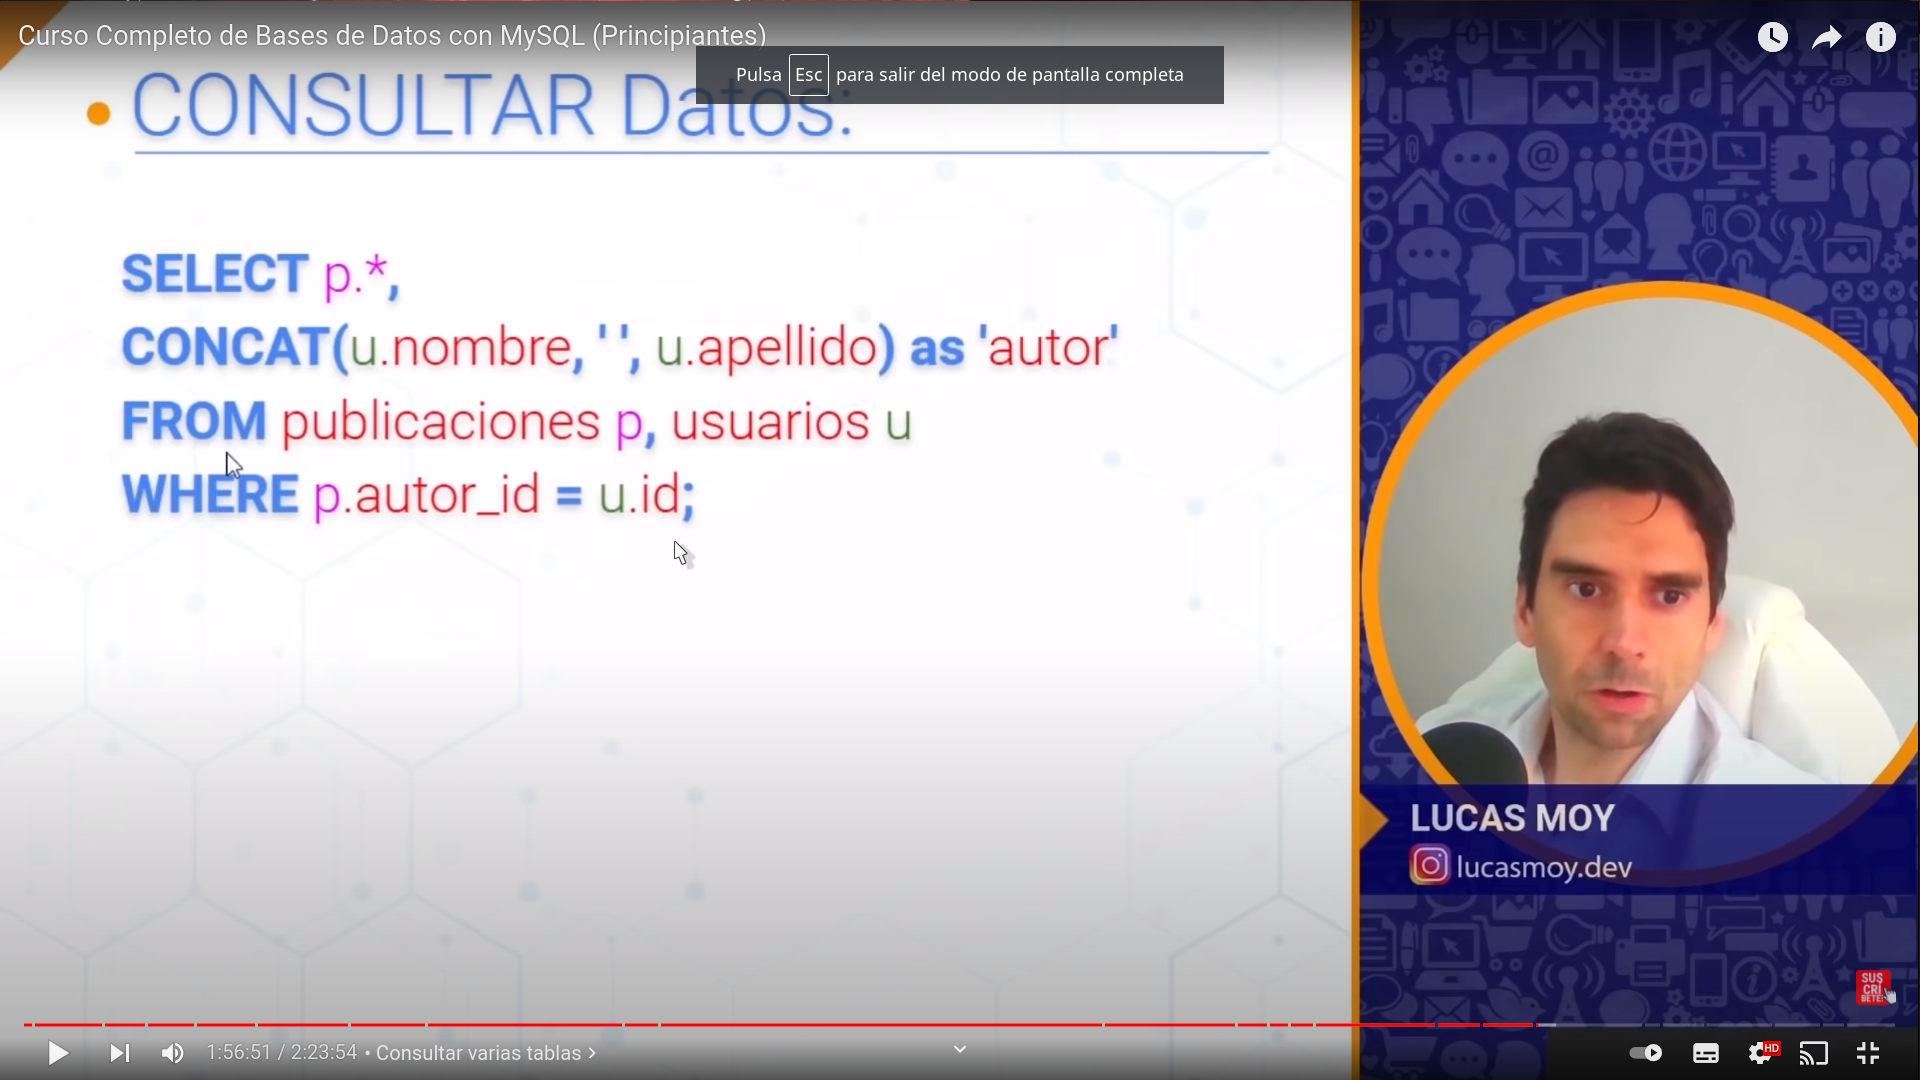 Curso Completo de Bases de Datos con MySQL (Principiantes)
Pulsa Esc para salir del modo de pantalla completa
CONSULTAR Datos:
SELECT p.*,
CONCAT(u.nombre, ' ', u.apellido) as 'autor'
FROM publicaciones p, usuarios u
WHERE p.autor_id = u.id;
LUCAS MOY
lucasmoy.dev
SUS
CRÍ
BETE
1:56:51 / 2:23:54 • Consultar varias tablas
HD